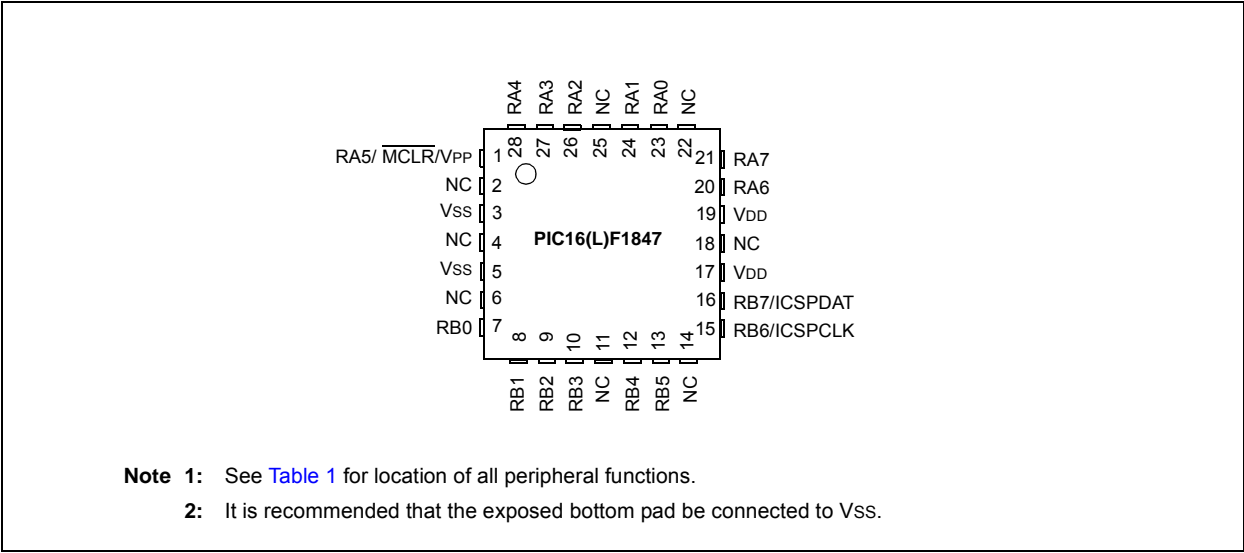 RA4
RA3
RA2
NC
RA1
RA0
NC
28
27
26
25
24
23
22
RA5/ MCLR/VPP 1
NC 2
VSS 3
NC 4
VSS 5
NC 6
RB0 7
PIC16(L)F1847
21 RA7
20 RA6
19 VDD
18 NC
17 VDD
16 RB7/ICSPDAT
15 RB6/ICSPCLK
8
9
10
11
12
13
14
RB1
RB2
RB3
NC
RB4
RB5
NC
Note 1: See Table 1 for location of all peripheral functions.
2: It is recommended that the exposed bottom pad be connected to VSS.